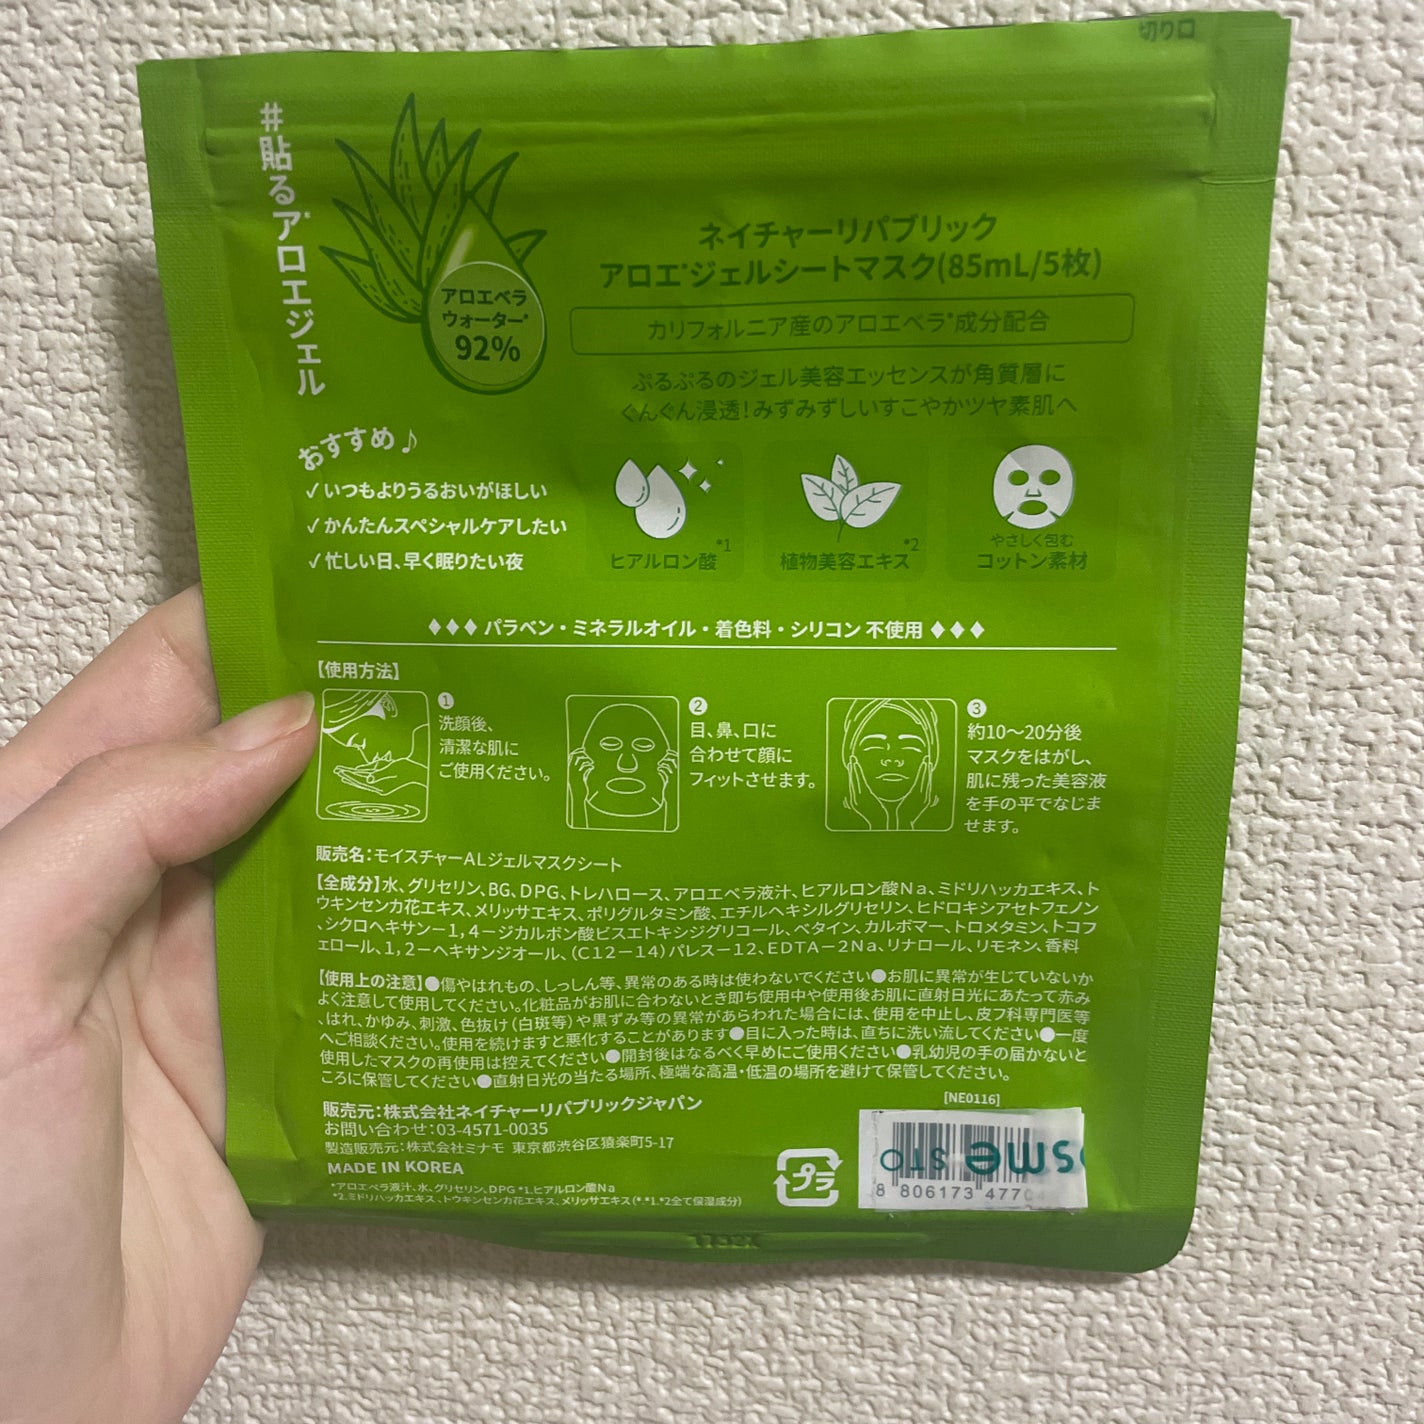 切り口
#貼るア*ロエジェル
アロエベラ
ウォーター*
92%
ネイチャーリパブリック
アロエ*ジェルシートマスク(85mL/5枚)
カリフォルニア産のアロエベラ*成分配合
ぷるぷるのジェル美容エッセンスが角質層に
ぐんぐん浸透!みずみずしいすこやかツヤ素肌へ
おすすめ♪
✓いつもよりうるおいがほしい
✓かんたんスペシャルケアしたい
✓忙しい日、早く眠りたい夜
ヒアルロン酸*1
植物美容エキス*2
やさしく包む
コットン素材
♦♦♦ パラベン・ミネラルオイル・着色料・シリコン 不使用 ♦♦♦
【使用方法】
①
洗顔後、
清潔な肌に
ご使用ください。
②
目、鼻、口に
合わせて顔に
フィットさせます。
③
約10〜20分後
マスクをはがし、
肌に残った美容液
を手の平でなじま
せます。
販売名:モイスチャーALジェルマスクシート
【全成分】水、グリセリン、BG、DPG、トレハロース、アロエベラ液汁、ヒアルロン酸Na、ミドリハッカエキス、ト
ウキンセンカ花エキス、メリッサエキス、ポリグルタミン酸、エチルヘキシルグリセリン、ヒドロキシアセトフェノン
、シクロヘキサン－1，4－ジカルボン酸ビスエトキシジグリコール、ベタイン、カルボマー、トロメタミン、トコフ
ェロール、1，2－ヘキサンジオール、（C12－14）パレス－12、EDTA－2Na、リナロール、リモネン、香料
【使用上の注意】●傷やはれもの、しっしん等、異常のある時は使わないでください●お肌に異常が生じていないか
よく注意して使用してください。化粧品がお肌に合わないとき即ち使用中や使用後お肌に直射日光にあたって赤み
、はれ、かゆみ、刺激、色抜け（白斑等）や黒ずみ等の異常があらわれた場合には、使用を中止し、皮フ科専門医等
へご相談ください。使用を続けますと悪化することがあります●目に入った時は、直ちに洗い流してください●一度
使用したマスクの再使用は控えてください●開封後はなるべく早めにご使用ください●乳幼児の手の届かないと
ころに保管してください●直射日光の当たる場所、極端な高温・低温の場所を避けて保管してください。
販売元:株式会社ネイチャーリパブリックジャパン
お問い合わせ:03-4571-0035
製造販売元:株式会社ミナモ 東京都渋谷区猿楽町5-17
MADE IN KOREA
*アロエベラ液汁、水、グリセリン、DPG *1.ヒアルロン酸Na
*2.ミドリハッカエキス、トウキンセンカ花エキス、メリッサエキス(*.*1.*2全て保湿成分)
[NE0116]
プラ
osme STO
8 806173 477